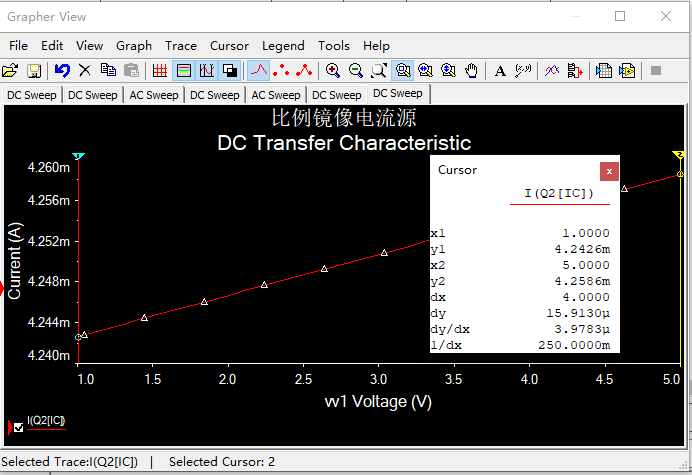 Grapher View
File Edit View Graph Trace Cursor Legend Tools Help
DC Sweep DC Sweep AC Sweep DC Sweep AC Sweep DC Sweep DC Sweep
比例镜像电流源
DC Transfer Characteristic
Current (A)
4.260m
4.256m
4.252m
4.248m
4.244m
4.240m
1
2
Cursor
x
I(Q2[IC])
x1 1.0000
y1 4.2426m
x2 5.0000
y2 4.2586m
dx 4.0000
dy 15.9130µ
dy/dx 3.9783µ
1/dx 250.0000m
1.0 1.5 2.0 2.5 3.0 3.5 4.0 4.5 5.0
vv1 Voltage (V)
I(Q2[IC])
Selected Trace:I(Q2[IC]) | Selected Cursor: 2